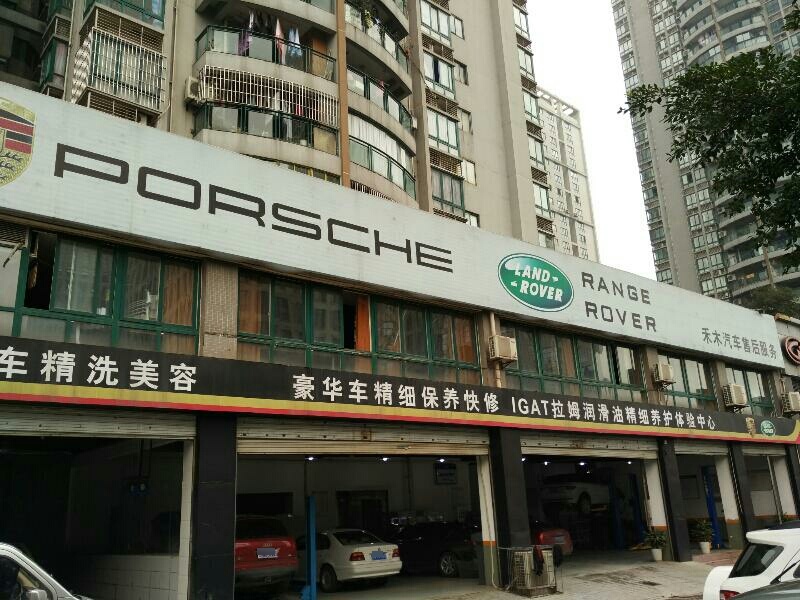 PORSCHE
LAND
ROVER
RANGE
ROVER
禾木汽车售后服务
车精洗美容
豪华车精细保养快修 IGAT拉姆润滑油精细养护体验中心